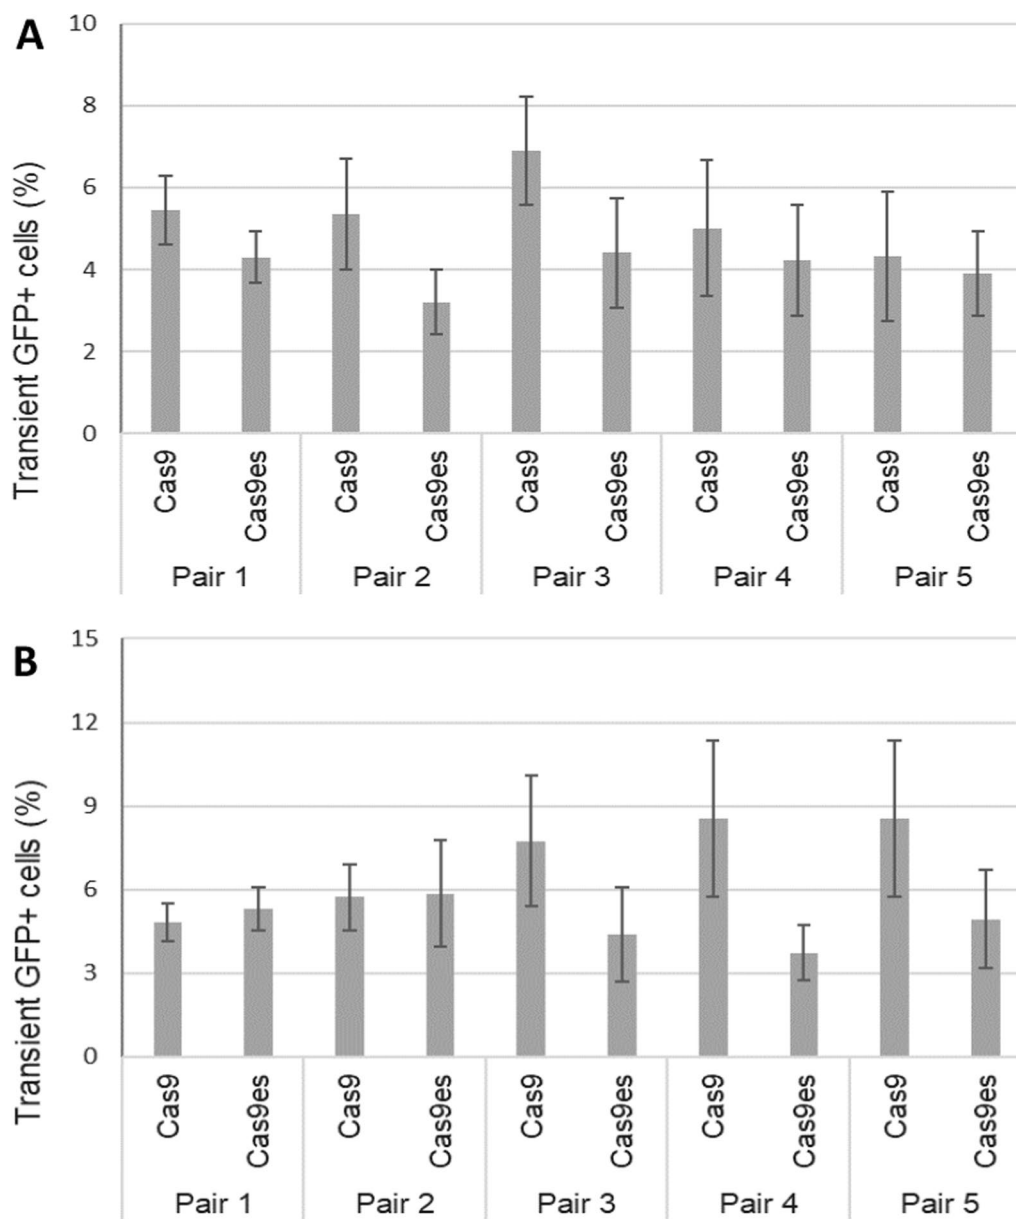 A
Transient GFP+ cells (%)
10
8
6
4
2
0
Cas9 Cas9es Cas9 Cas9es Cas9 Cas9es Cas9 Cas9es Cas9 Cas9es
Pair 1 Pair 2 Pair 3 Pair 4 Pair 5
B
Transient GFP+ cells (%)
15
12
9
6
3
0
Cas9 Cas9es Cas9 Cas9es Cas9 Cas9es Cas9 Cas9es Cas9 Cas9es
Pair 1 Pair 2 Pair 3 Pair 4 Pair 5